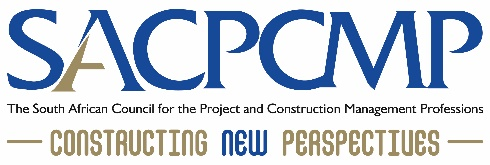 SACPCMP
The South African Council for the Project and Construction Management Professions
CONSTRUCTING NEW PERSPECTIVES